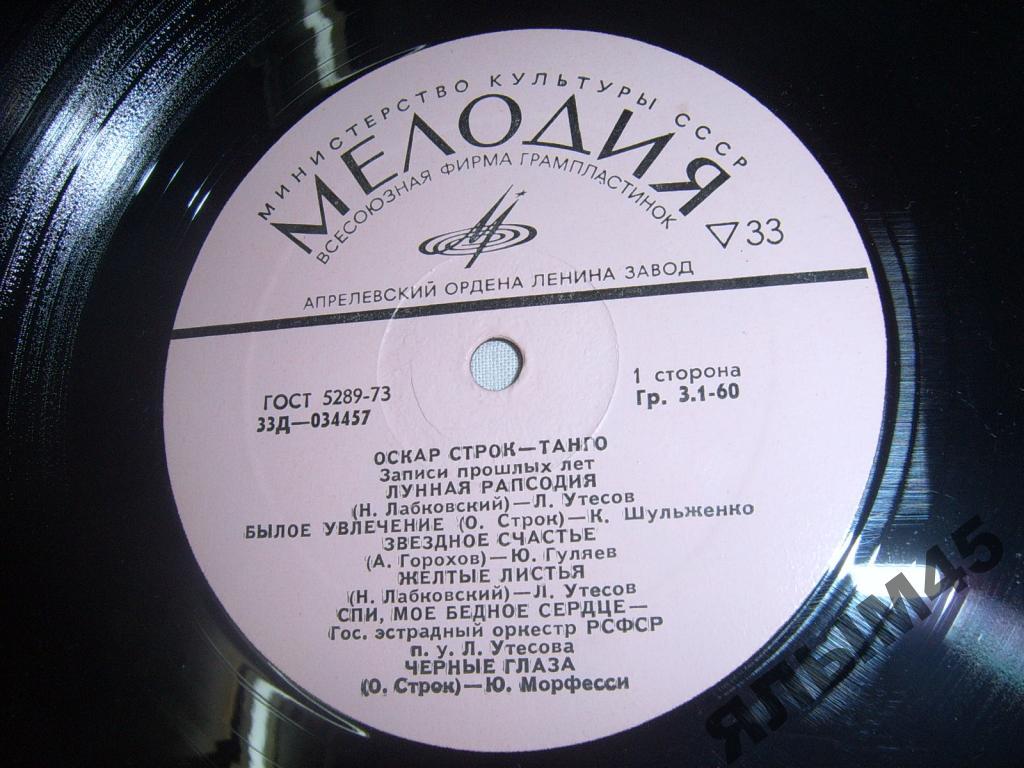 МИНИСТЕРСТВО КУЛЬТУРЫ СССР
МЕЛОДИЯ
ВСЕСОЮЗНАЯ ФИРМА ГРАМПЛАСТИНОК
▽33
АПРЕЛЕВСКИЙ ОРДЕНА ЛЕНИНА ЗАВОД
ГОСТ 5289-73
33Д—034457
1 сторона
Гр. 3.1-60
ОСКАР СТРОК—ТАНГО
Записи прошлых лет
ЛУННАЯ РАПСОДИЯ
(Н. Лабковский)—Л. Утесов
БЫЛОЕ УВЛЕЧЕНИЕ (О. Строк)—К. Шульженко
ЗВЕЗДНОЕ СЧАСТЬЕ
(А. Горохов)—Ю. Гуляев
ЖЕЛТЫЕ ЛИСТЬЯ
(Н. Лабковский)—Л. Утесов
СПИ, МОЕ БЕДНОЕ СЕРДЦЕ—
Гос. эстрадный оркестр РСФСР
п. у. Л. Утесова
ЧЕРНЫЕ ГЛАЗА
(О. Строк)—Ю. Морфесси
ЯЛЫМ45